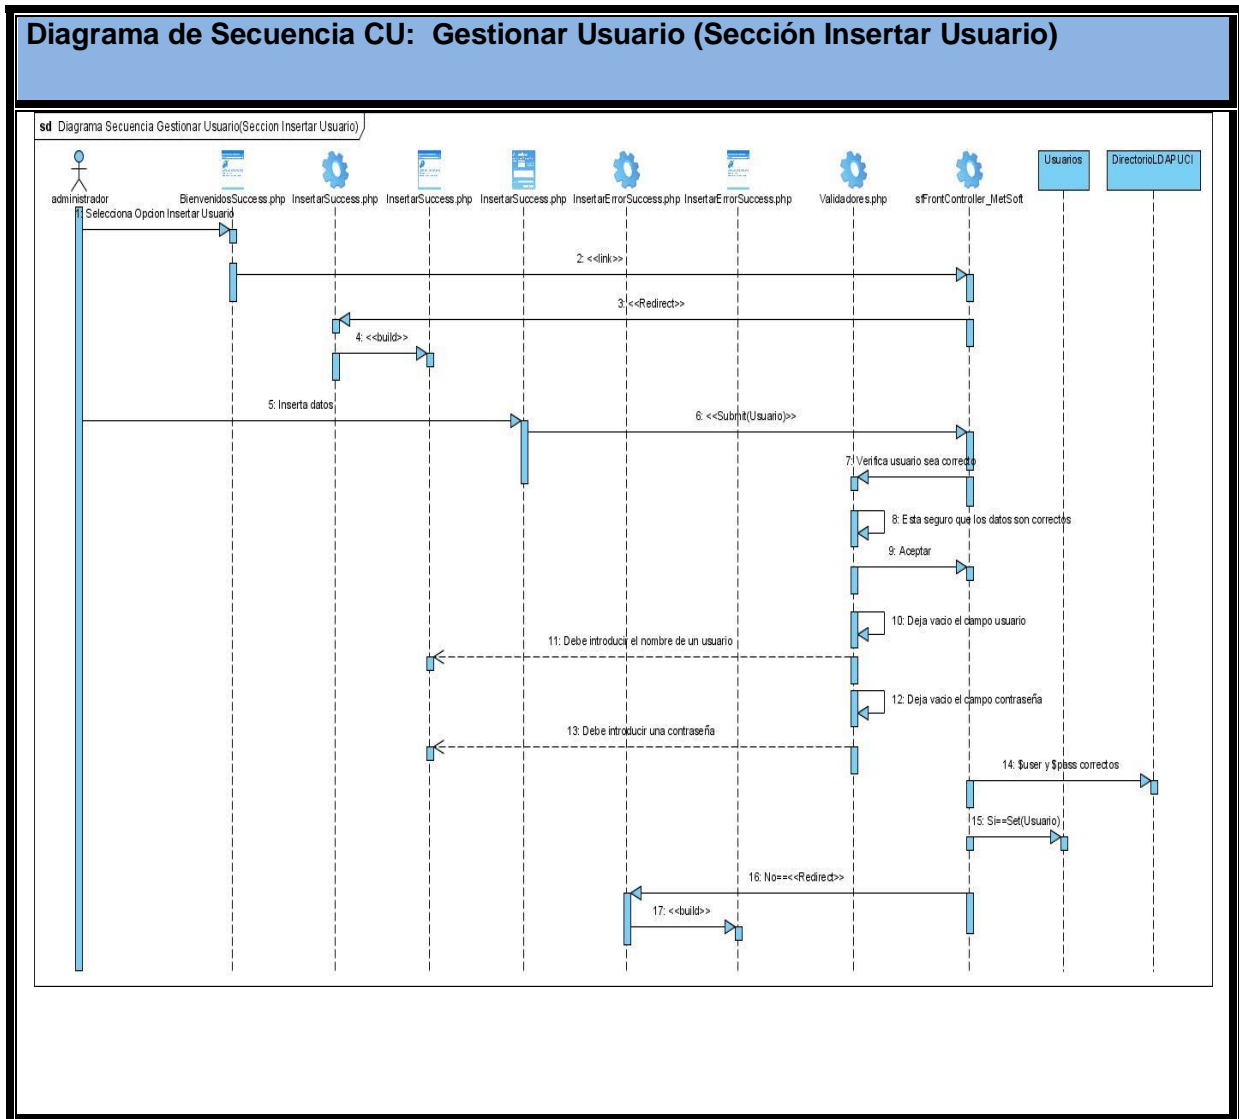 Diagrama de Secuencia CU: Gestionar Usuario (Sección Insertar Usuario)
sd Diagrama Secuencia Gestionar Usuario(Seccion Insertar Usuario)
Usuarios
DirectorioLDAPUCI
administrador
BienvenidosSuccess.php
InsertarSuccess.php
InsertarSuccess.php
InsertarSuccess.php
InsertarErrorSuccess.php
InsertarErrorSuccess.php
Validadores.php
sfFrontController_MetSoft
1: Selecciona Opcion Insertar Usuario
2: <<link>>
3: <<Redirect>>
4: <<build>>
5: Inserta datos
6: <<Submit(Usuario)>>
7: Verifica usuario sea correcto
8: Esta seguro que los datos son correctos
9: Aceptar
10: Deja vacio el campo usuario
11: Debe introducir el nombre de un usuario
12: Deja vacio el campo contraseña
13: Debe introducir una contraseña
14: $user y $pass correctos
15: Si==Set(Usuario)
16: No==<<Redirect>>
17: <<build>>